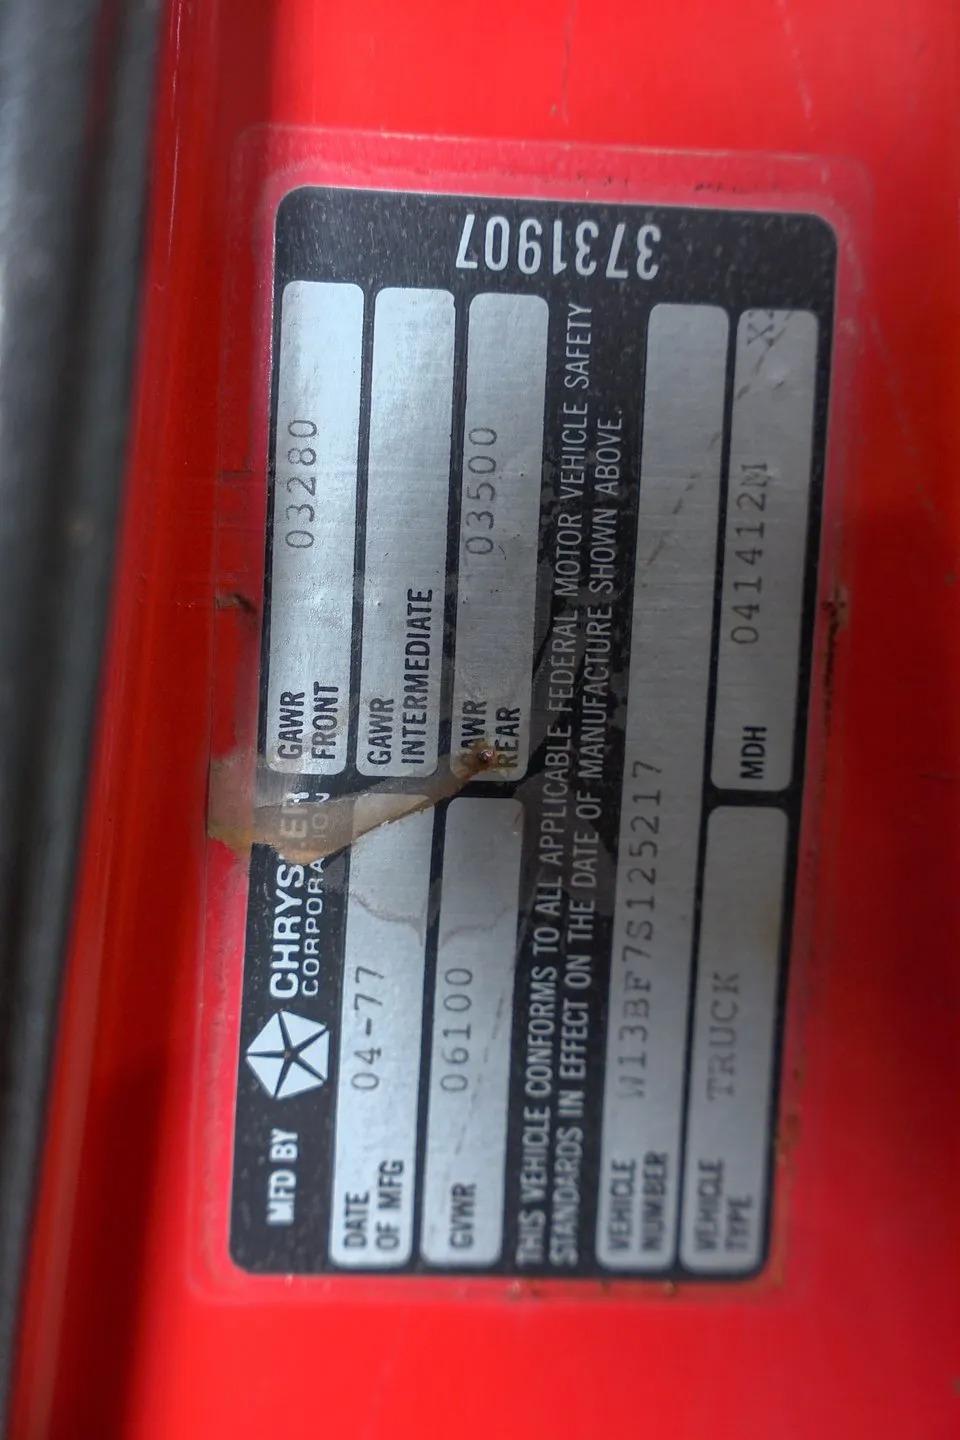 MFD BY CHRYSLER
CORPORATION
DATE
OF MFG 04-77
GVWR 06100
GAWR
FRONT 03280
GAWR
INTERMEDIATE
GAWR
REAR 03500
THIS VEHICLE CONFORMS TO ALL APPLICABLE FEDERAL MOTOR VEHICLE SAFETY
STANDARDS IN EFFECT ON THE DATE OF MANUFACTURE SHOWN ABOVE.
VEHICLE
NUMBER W13BF7S125217
VEHICLE
TYPE TRUCK
MDH 041412M
3731907